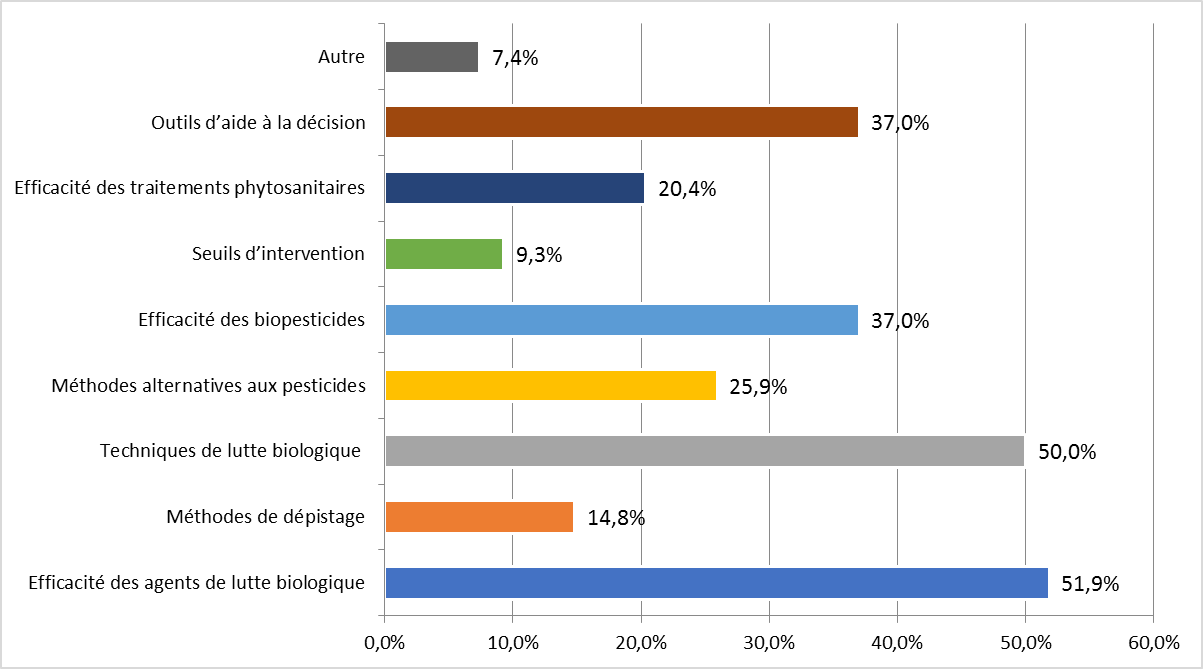 Autre
7,4%
Outils d’aide à la décision
37,0%
Efficacité des traitements phytosanitaires
20,4%
Seuils d’intervention
9,3%
Efficacité des biopesticides
37,0%
Méthodes alternatives aux pesticides
25,9%
Techniques de lutte biologique
50,0%
Méthodes de dépistage
14,8%
Efficacité des agents de lutte biologique
51,9%
0,0% 10,0% 20,0% 30,0% 40,0% 50,0% 60,0%